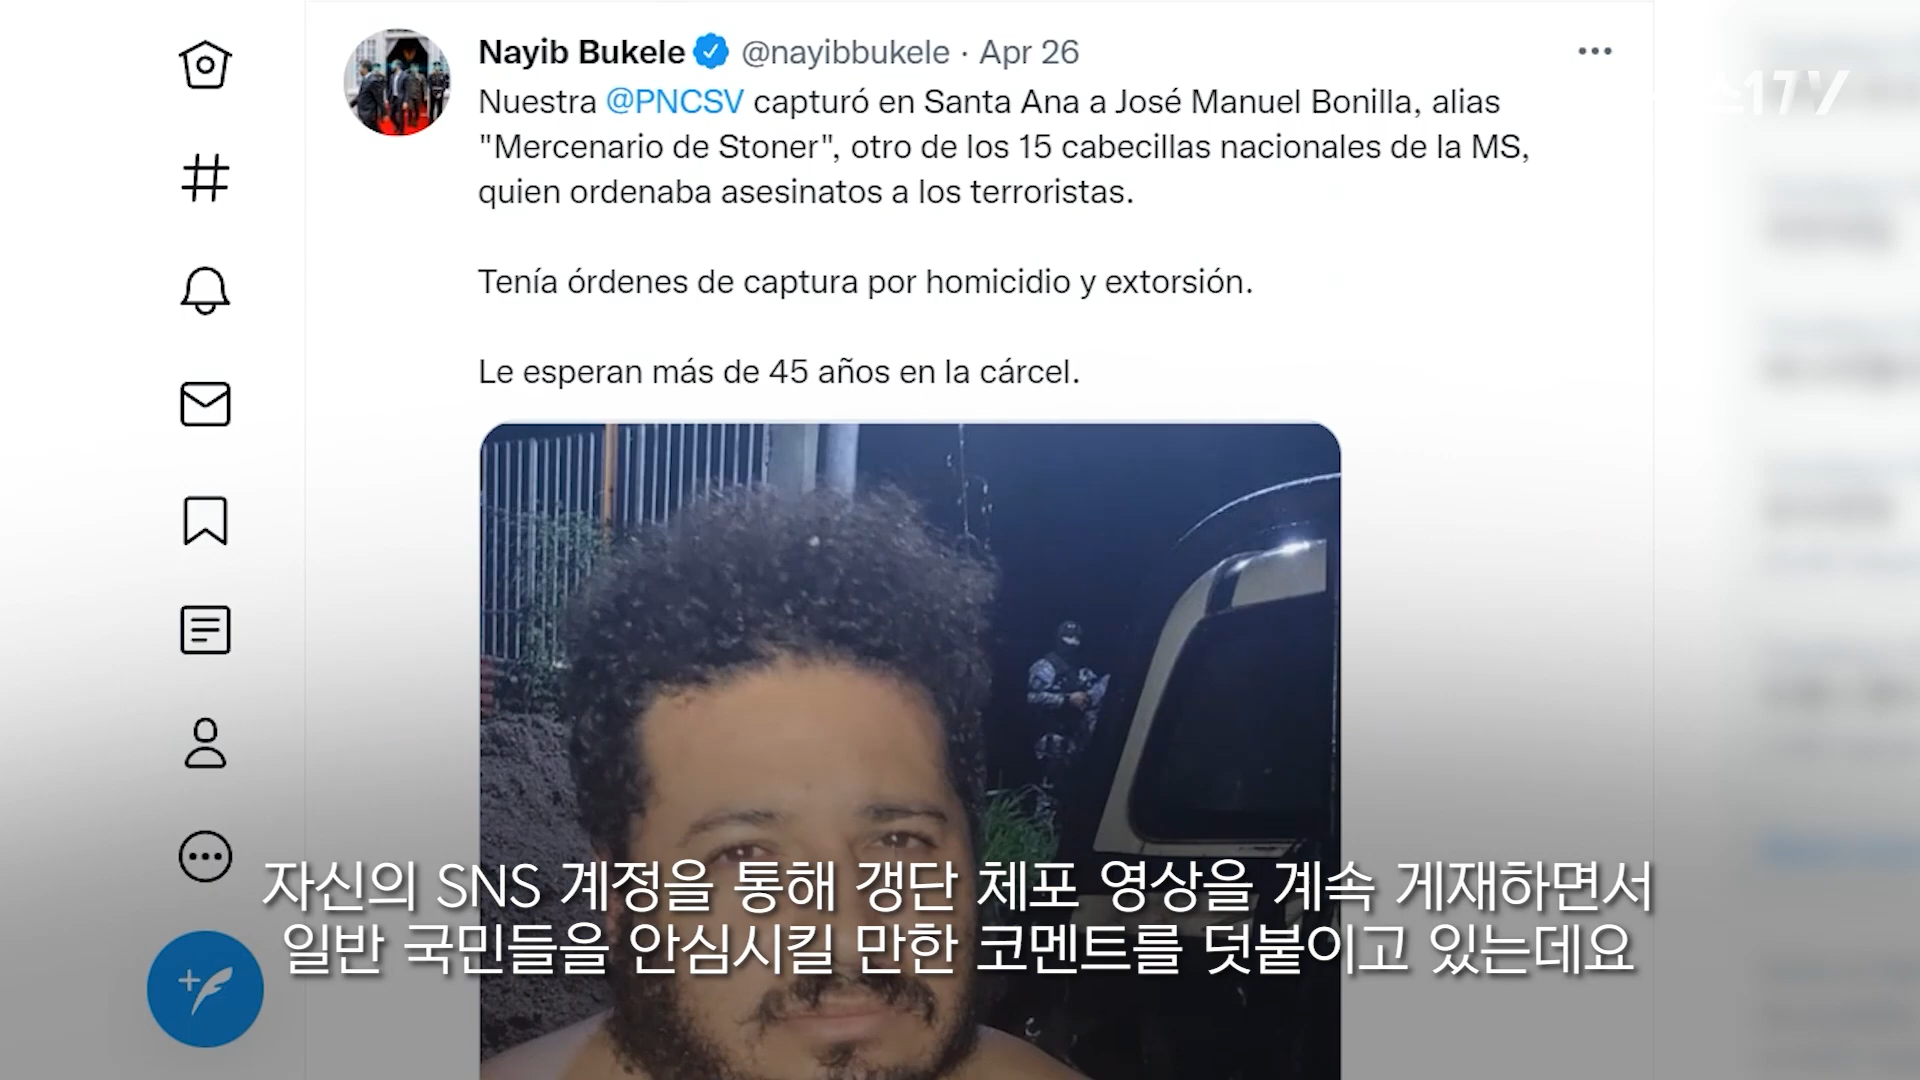 Nayib Bukele @nayibbukele · Apr 26
Nuestra @PNCSV capturó en Santa Ana a José Manuel Bonilla, alias
"Mercenario de Stoner", otro de los 15 cabecillas nacionales de la MS,
quien ordenaba asesinatos a los terroristas.
Tenía órdenes de captura por homicidio y extorsión.
Le esperan más de 45 años en la cárcel.
자신의 SNS 계정을 통해 갱단 체포 영상을 계속 게재하면서
일반 국민들을 안심시킬 만한 코멘트를 덧붙이고 있는데요